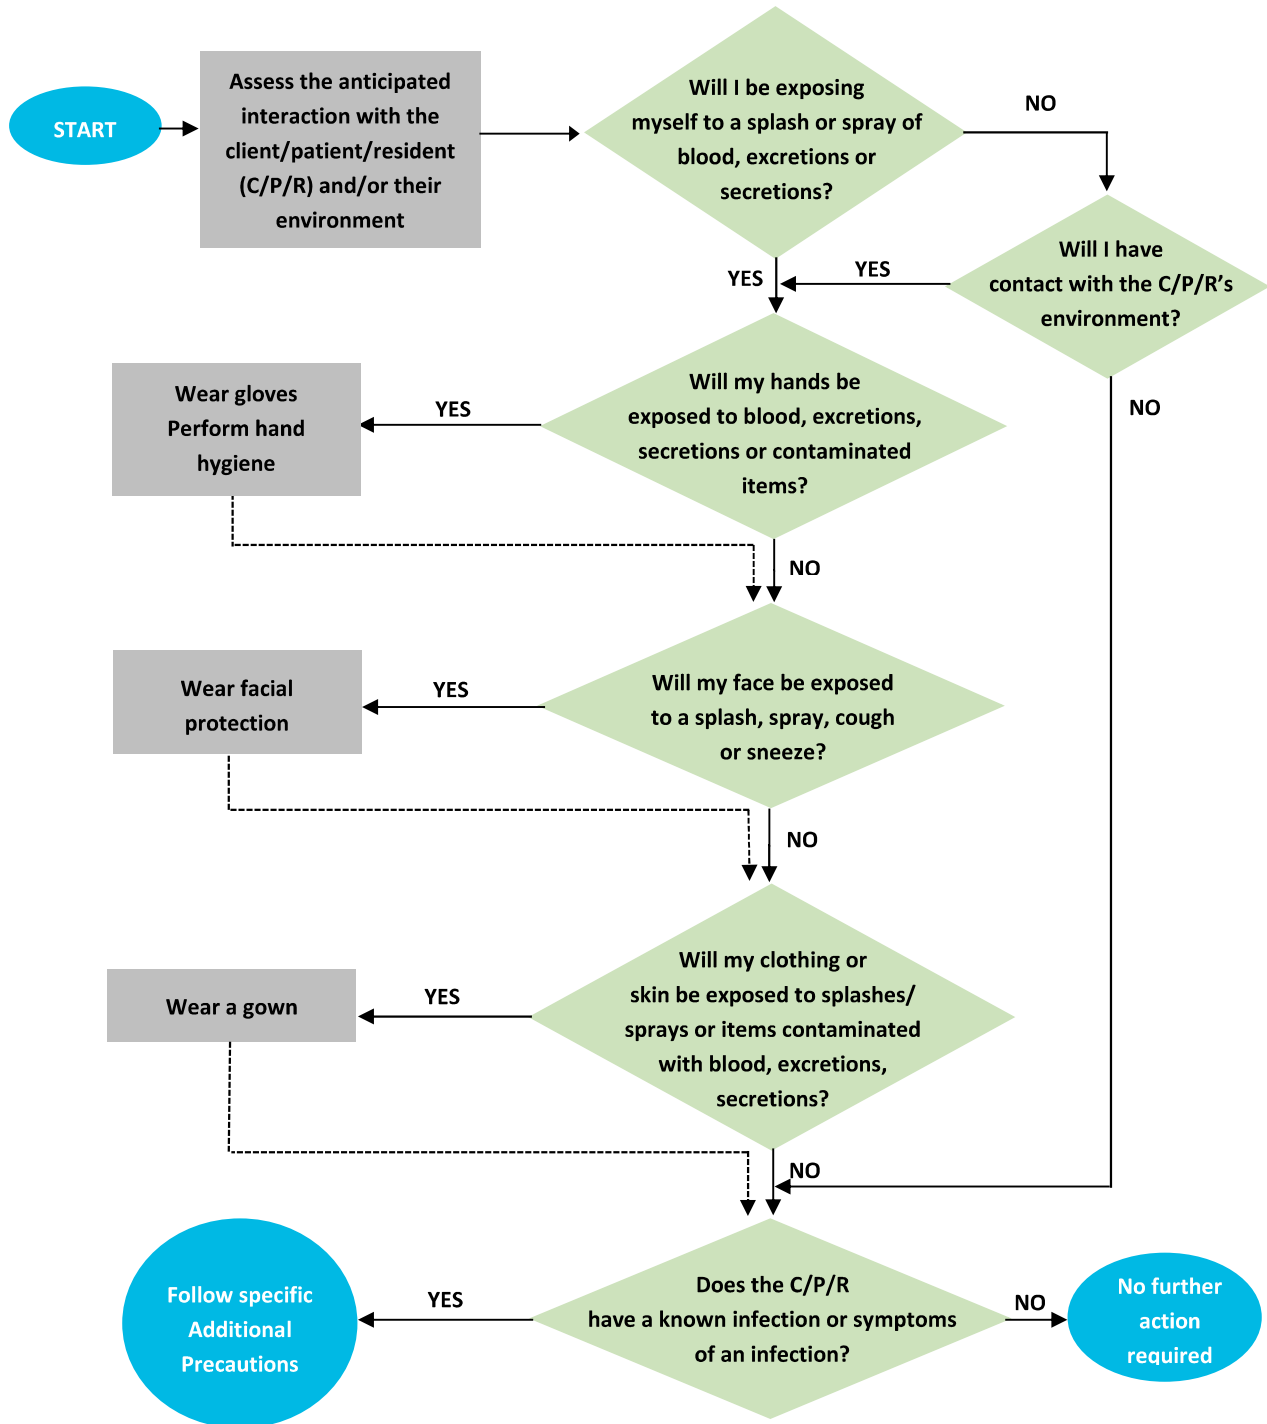 START
Assess the anticipated
interaction with the
client/patient/resident
(C/P/R) and/or their
environment
Will I be exposing
myself to a splash or spray of
blood, excretions or
secretions?
NO
Will I have
contact with the C/P/R’s
environment?
YES
YES
NO
Will my hands be
exposed to blood, excretions,
secretions or contaminated
items?
YES
Wear gloves
Perform hand
hygiene
NO
Will my face be exposed
to a splash, spray, cough
or sneeze?
YES
Wear facial
protection
NO
Will my clothing or
skin be exposed to splashes/
sprays or items contaminated
with blood, excretions,
secretions?
YES
Wear a gown
NO
Does the C/P/R
have a known infection or symptoms
of an infection?
YES
Follow specific
Additional
Precautions
NO
No further
action
required